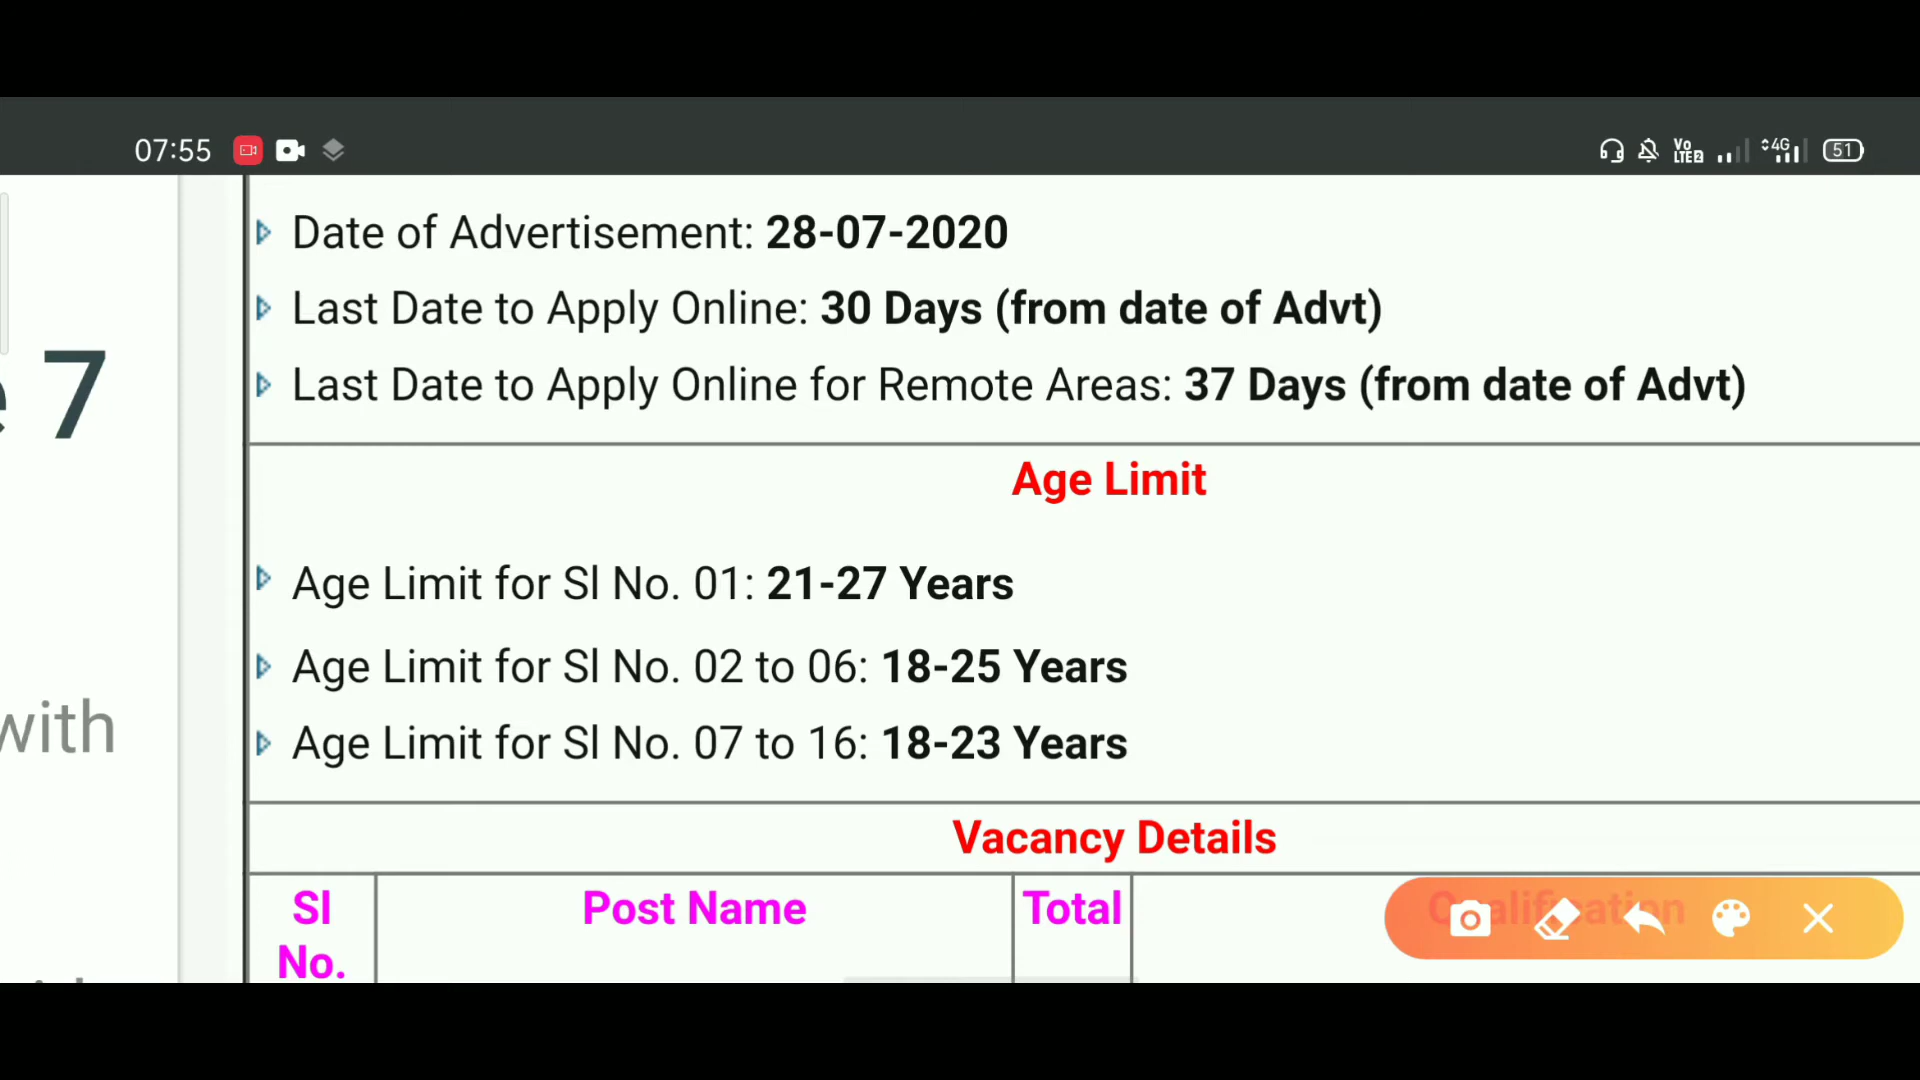 07:55 Vo LTE2 4G 51
Date of Advertisement: 28-07-2020
Last Date to Apply Online: 30 Days (from date of Advt)
Last Date to Apply Online for Remote Areas: 37 Days (from date of Advt)
7
Age Limit
Age Limit for Sl No. 01: 21-27 Years
Age Limit for Sl No. 02 to 06: 18-25 Years
with
Age Limit for Sl No. 07 to 16: 18-23 Years
Vacancy Details
Sl No. Post Name Total Qualification